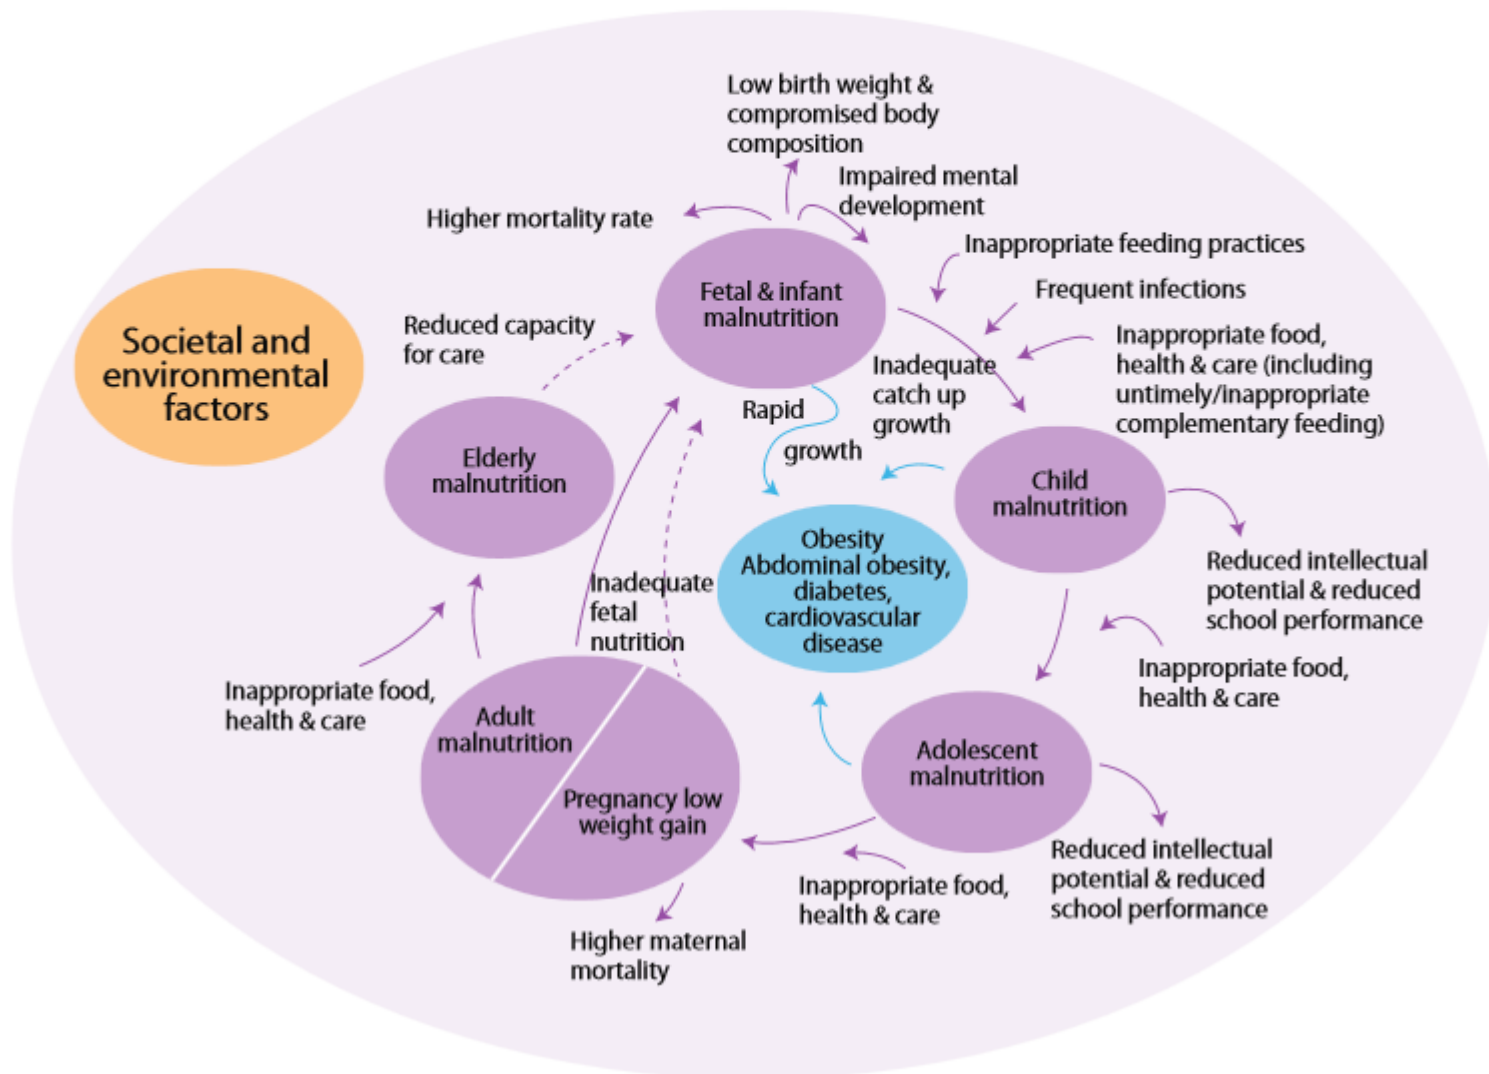 Low birth weight &
compromised body
composition
Impaired mental
development
Higher mortality rate
Inappropriate feeding practices
Fetal & infant
malnutrition
Frequent infections
Societal and
environmental
factors
Reduced capacity
for care
Inappropriate food,
health & care (including
untimely/inappropriate
complementary feeding)
Inadequate
catch up
growth
Rapid
growth
Elderly
malnutrition
Child
malnutrition
Obesity
Abdominal obesity,
diabetes,
cardiovascular
disease
Reduced intellectual
potential & reduced
school performance
Inadequate
fetal
nutrition
Inappropriate food,
health & care
Inappropriate food,
health & care
Adult
malnutrition
Pregnancy low
weight gain
Adolescent
malnutrition
Reduced intellectual
potential & reduced
school performance
Inappropriate food,
health & care
Higher maternal
mortality